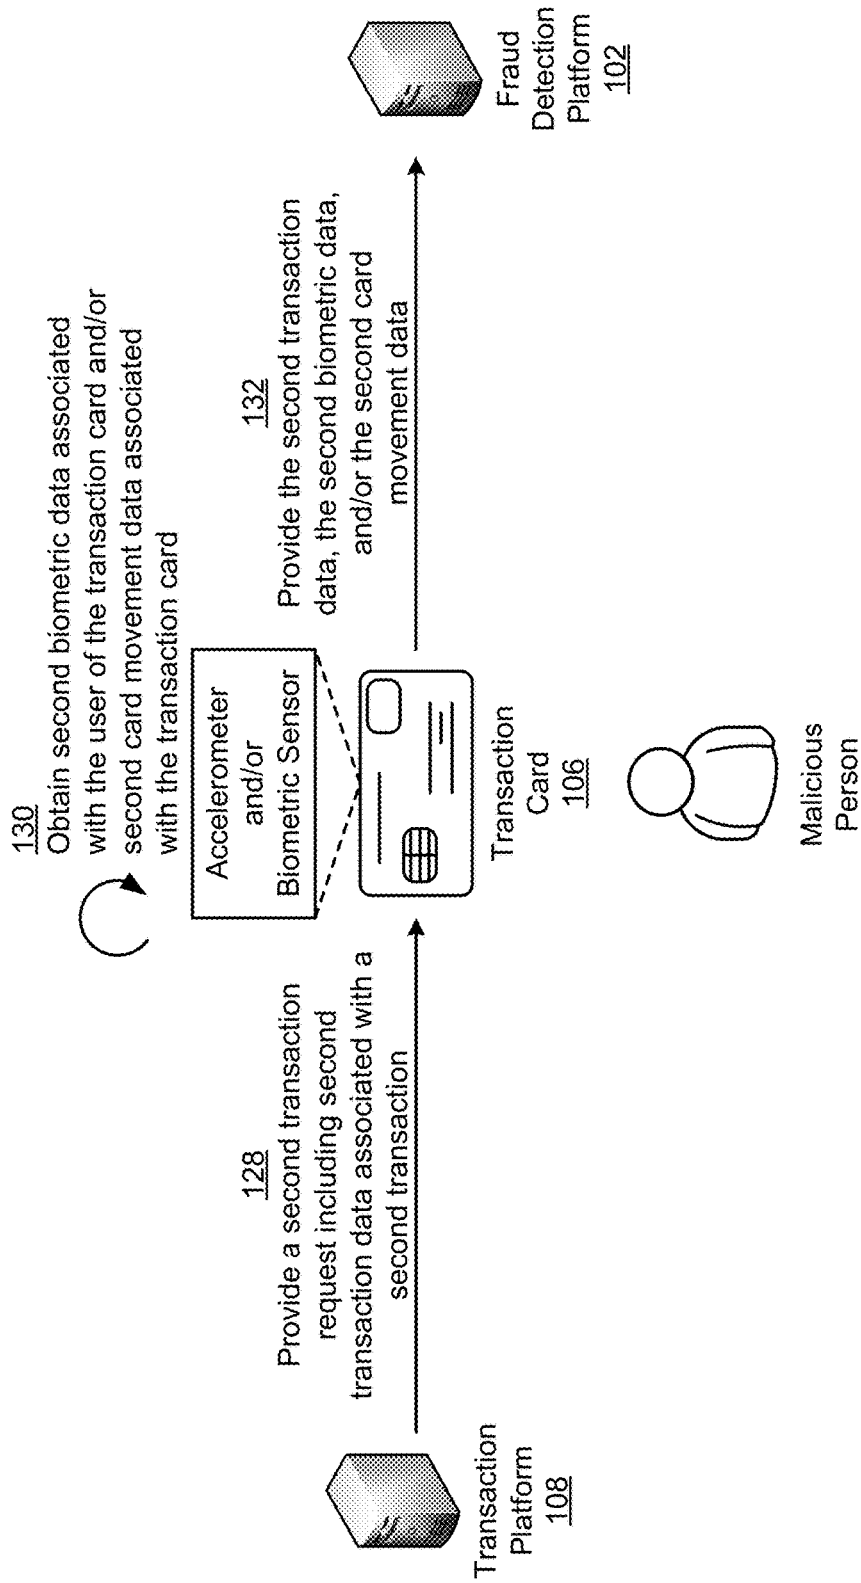 130
Obtain second biometric data associated
with the user of the transaction card and/or
second card movement data associated
with the transaction card
Accelerometer
and/or
Biometric Sensor
128
Provide a second transaction
request including second
transaction data associated with a
second transaction
132
Provide the second transaction
data, the second biometric data,
and/or the second card
movement data
Transaction
Platform
108
Transaction
Card
106
Fraud
Detection
Platform
102
Malicious
Person